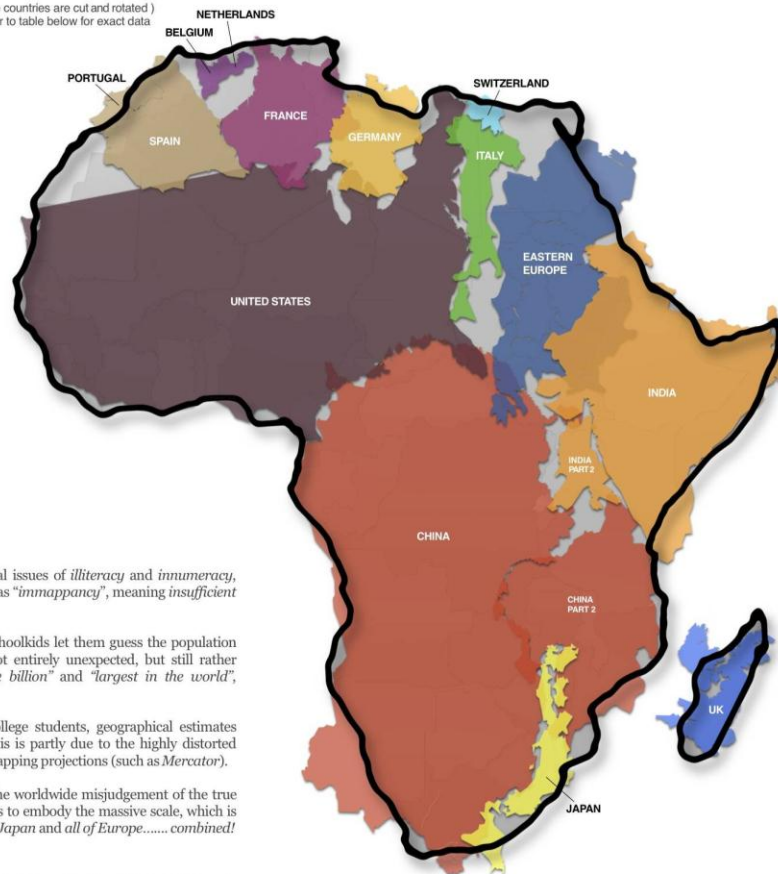 e countries are cut and rotated )
r to table below for exact data
NETHERLANDS
BELGIUM
PORTUGAL
SWITZERLAND
FRANCE
SPAIN
GERMANY
ITALY
EASTERN
EUROPE
UNITED STATES
INDIA
INDIA
PART 2
CHINA
CHINA
PART 2
UK
JAPAN
al issues of illiteracy and innumeracy,
as “immappancy”, meaning insufficient
hoolkids let them guess the population
ot entirely unexpected, but still rather
e billion” and “largest in the world”,
llege students, geographical estimates
is is partly due to the highly distorted
apping projections (such as Mercator).
he worldwide misjudgement of the true
s to embody the massive scale, which is
Japan and all of Europe....... combined!